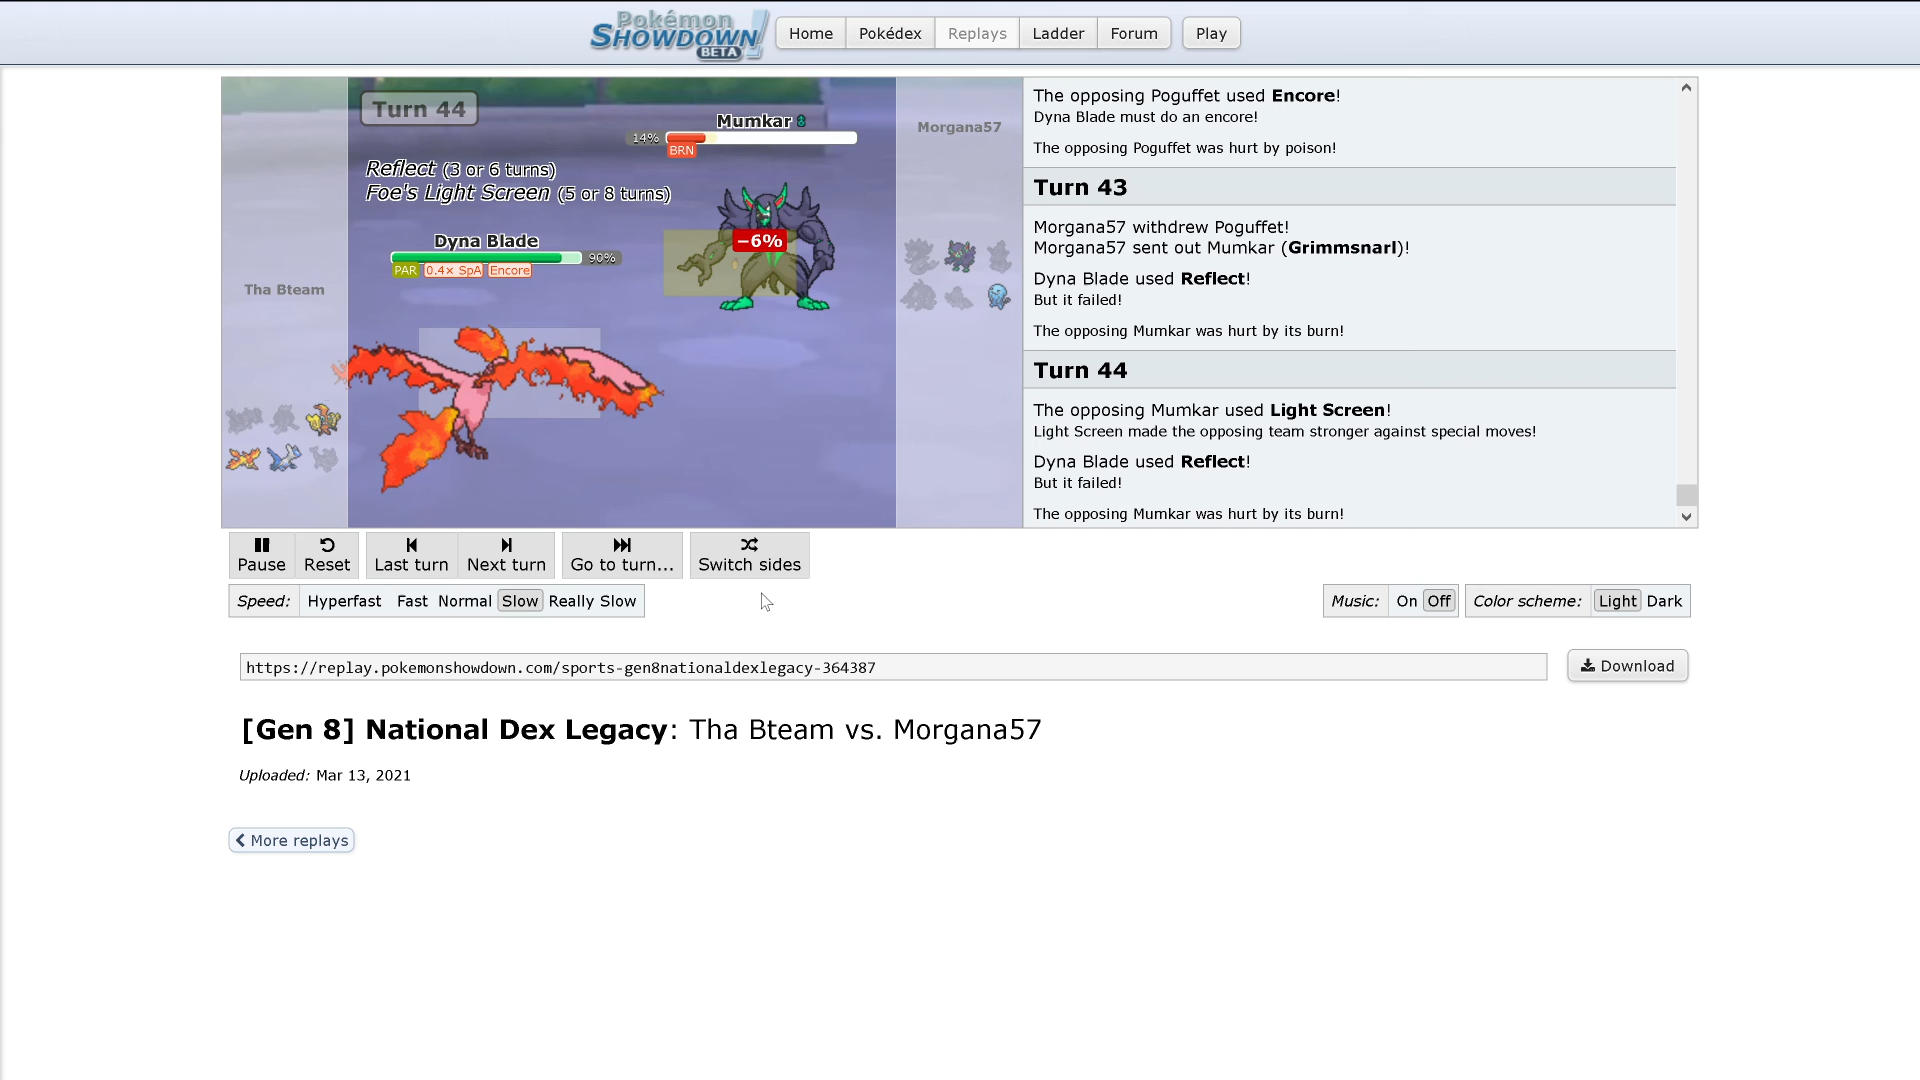 Pokémon
SHOWDOWN!
BETA
Home
Pokédex
Replays
Ladder
Forum
Play
Turn 44
Mumkar
14%
BRN
Reflect (3 or 6 turns)
Foe's Light Screen (5 or 8 turns)
−6%
Dyna Blade
90%
PAR 0.4× SpA Encore
Tha Bteam
Morgana57
The opposing Poguffet used Encore!
Dyna Blade must do an encore!
The opposing Poguffet was hurt by poison!
Turn 43
Morgana57 withdrew Poguffet!
Morgana57 sent out Mumkar (Grimmsnarl)!
Dyna Blade used Reflect!
But it failed!
The opposing Mumkar was hurt by its burn!
Turn 44
The opposing Mumkar used Light Screen!
Light Screen made the opposing team stronger against special moves!
Dyna Blade used Reflect!
But it failed!
The opposing Mumkar was hurt by its burn!
Pause
Reset
Last turn
Next turn
Go to turn...
Switch sides
Speed: Hyperfast Fast Normal Slow Really Slow
Music: On Off
Color scheme: Light Dark
https://replay.pokemonshowdown.com/sports-gen8nationaldexlegacy-364387
Download
[Gen 8] National Dex Legacy: Tha Bteam vs. Morgana57
Uploaded: Mar 13, 2021
More replays